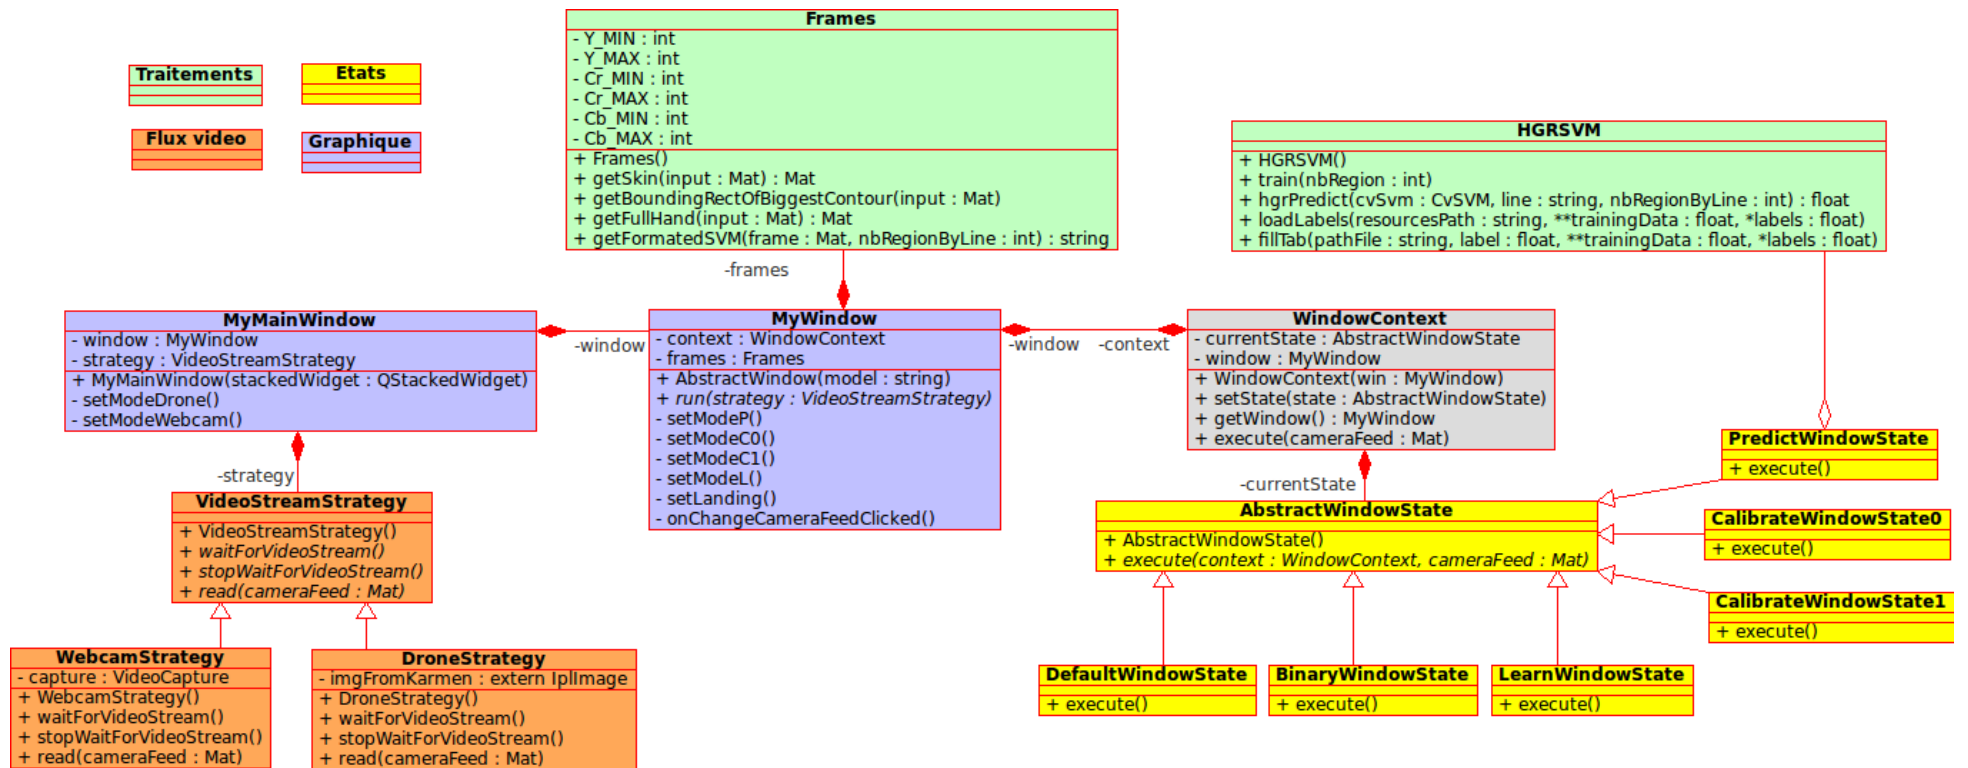 Traitements
Etats
Flux video
Graphique
Frames
- Y_MIN : int
- Y_MAX : int
- Cr_MIN : int
- Cr_MAX : int
- Cb_MIN : int
- Cb_MAX : int
+ Frames()
+ getSkin(input : Mat) : Mat
+ getBoundingRectOfBiggestContour(input : Mat)
+ getFullHand(input : Mat) : Mat
+ getFormatedSVM(frame : Mat, nbRegionByLine : int) : string
HGRSVM
+ HGRSVM()
+ train(nbRegion : int)
+ hgrPredict(cvSvm : CvSVM, line : string, nbRegionByLine : int) : float
+ loadLabels(resourcesPath : string, **trainingData : float, *labels : float)
+ fillTab(pathFile : string, label : float, **trainingData : float, *labels : float)
-frames
MyMainWindow
- window : MyWindow
- strategy : VideoStreamStrategy
+ MyMainWindow(stackedWidget : QStackedWidget)
- setModeDrone()
- setModeWebcam()
-window
MyWindow
- context : WindowContext
- frames : Frames
+ AbstractWindow(model : string)
+ run(strategy : VideoStreamStrategy)
- setModeP()
- setModeC0()
- setModeC1()
- setModeL()
- setLanding()
- onChangeCameraFeedClicked()
-window
-context
WindowContext
- currentState : AbstractWindowState
- window : MyWindow
+ WindowContext(win : MyWindow)
+ setState(state : AbstractWindowState)
+ getWindow() : MyWindow
+ execute(cameraFeed : Mat)
-strategy
VideoStreamStrategy
+ VideoStreamStrategy()
+ waitForVideoStream()
+ stopWaitForVideoStream()
+ read(cameraFeed : Mat)
-currentState
AbstractWindowState
+ AbstractWindowState()
+ execute(context : WindowContext, cameraFeed : Mat)
PredictWindowState
+ execute()
CalibrateWindowState0
+ execute()
CalibrateWindowState1
+ execute()
WebcamStrategy
- capture : VideoCapture
+ WebcamStrategy()
+ waitForVideoStream()
+ stopWaitForVideoStream()
+ read(cameraFeed : Mat)
DroneStrategy
- imgFromKarmen : extern IplImage
+ DroneStrategy()
+ waitForVideoStream()
+ stopWaitForVideoStream()
+ read(cameraFeed : Mat)
DefaultWindowState
+ execute()
BinaryWindowState
+ execute()
LearnWindowState
+ execute()